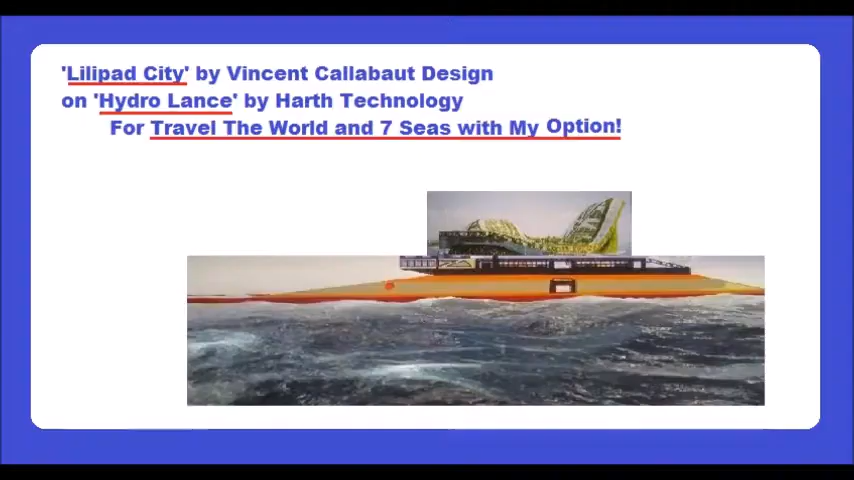 'Lilipad City' by Vincent Callabaut Design
on 'Hydro Lance' by Harth Technology
For Travel The World and 7 Seas with My Option!